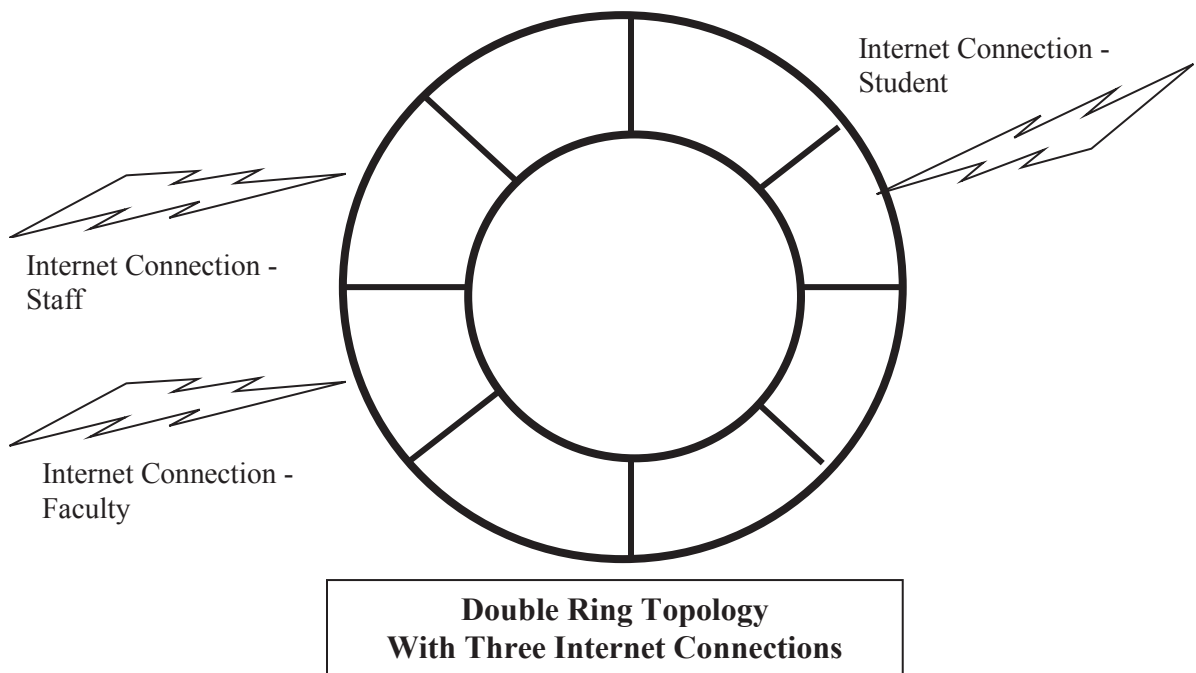 Internet Connection -
Student
Internet Connection -
Staff
Internet Connection -
Faculty
Double Ring Topology
With Three Internet Connections